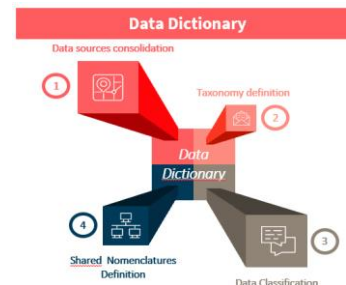 Data Dictionary
Data sources consolidation
1
Taxonomy definition
2
Data
Dictionary
4
3
Shared Nomenclatures
Definition
Data Classification